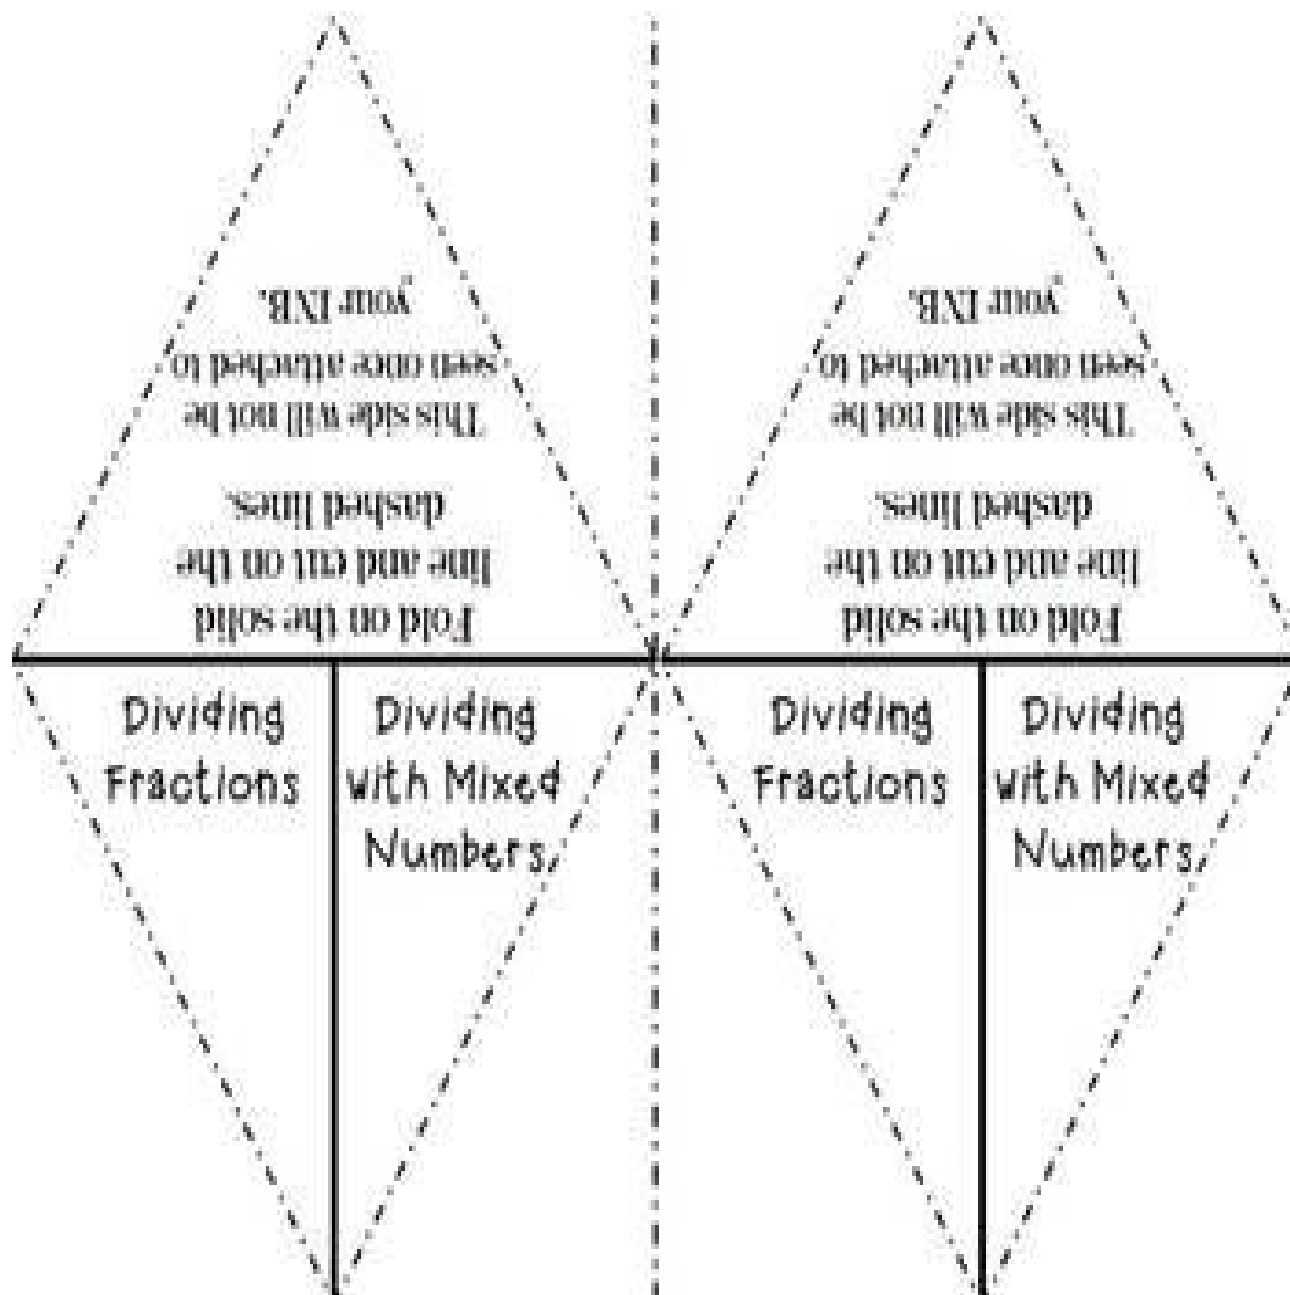 Fold on the solid
line and cut on the
dashed lines.
This side will not be
seen once attached to
your INB.
Fold on the solid
line and cut on the
dashed lines.
This side will not be
seen once attached to
your INB.
Dividing
Fractions
Dividing
with Mixed
Numbers
Dividing
Fractions
Dividing
with Mixed
Numbers